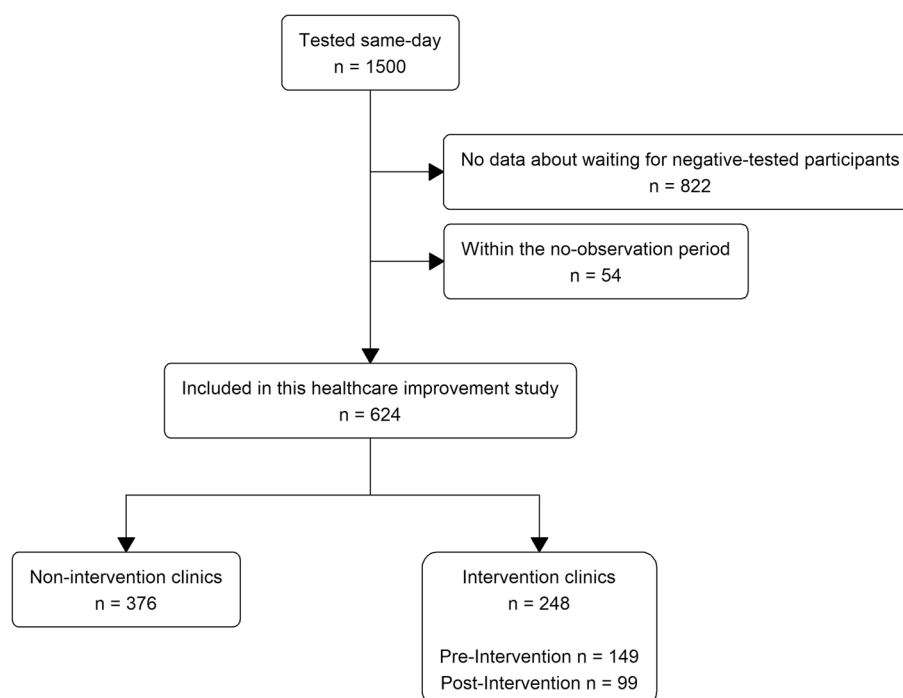 Tested same-day
n = 1500
No data about waiting for negative-tested participants
n = 822
Within the no-observation period
n = 54
Included in this healthcare improvement study
n = 624
Non-intervention clinics
n = 376
Intervention clinics
n = 248
Pre-Intervention n = 149
Post-Intervention n = 99